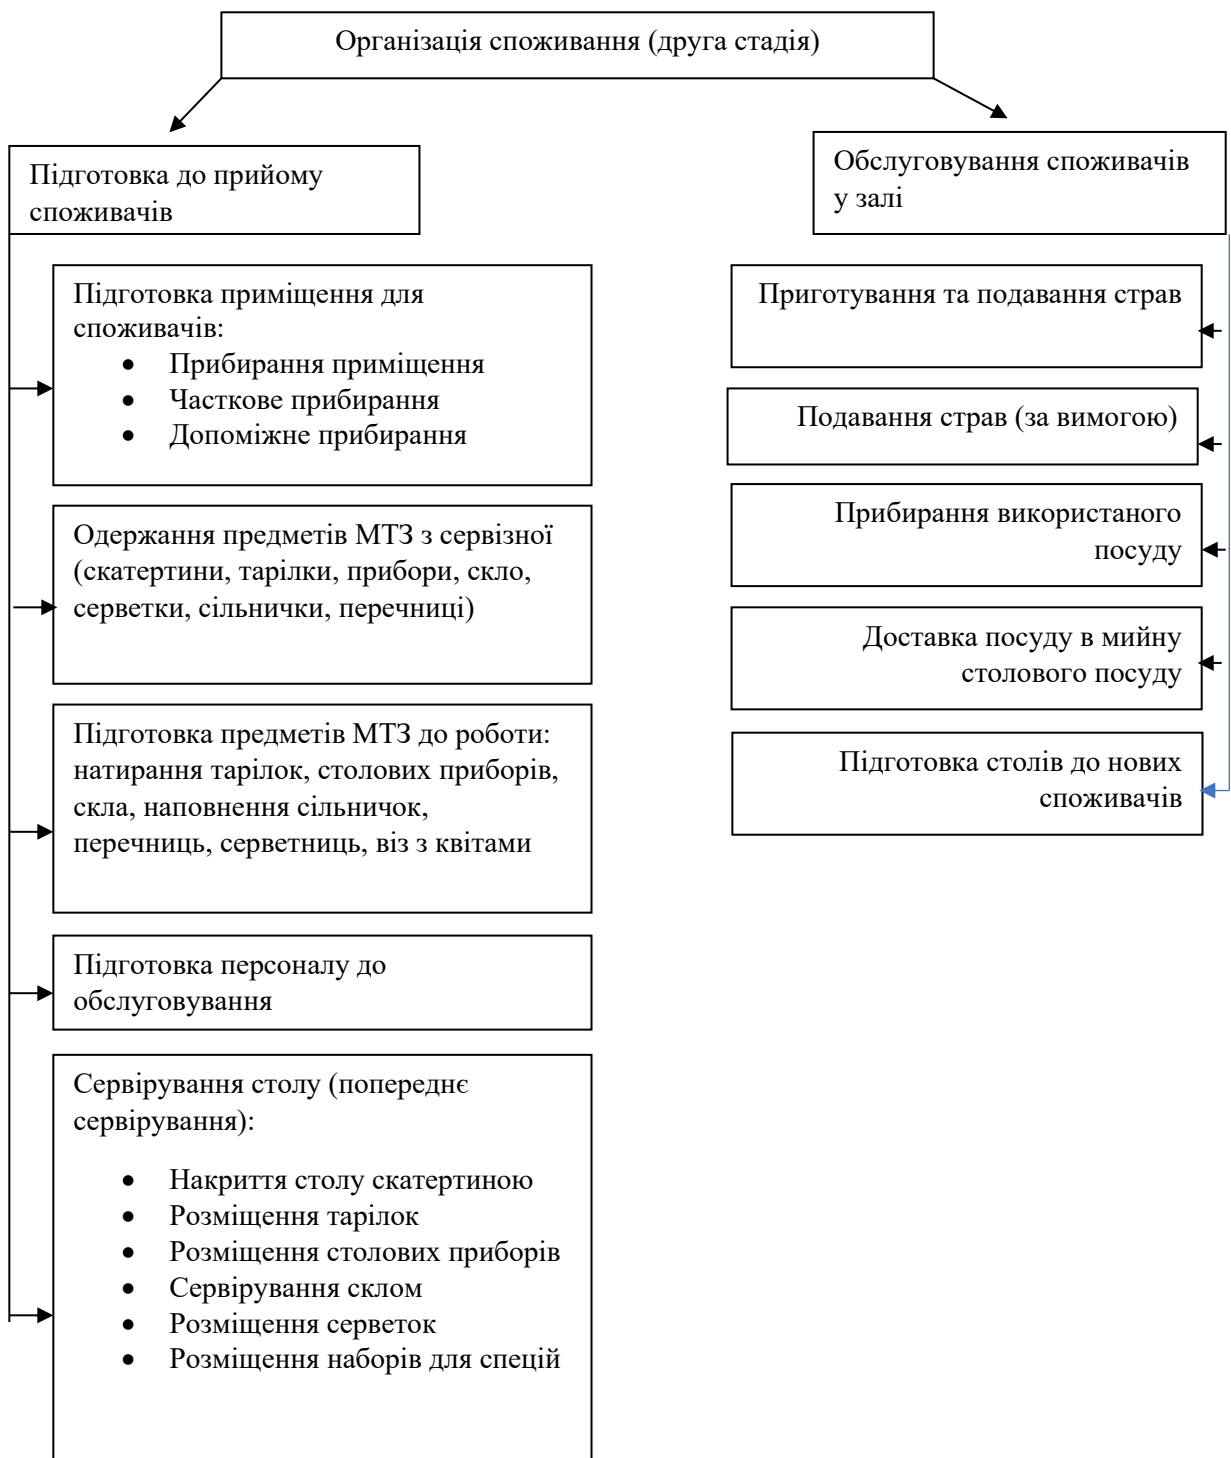 Організація споживання (друга стадія)
Підготовка до прийому
споживачів
Підготовка приміщення для
споживачів:
• Прибирання приміщення
• Часткове прибирання
• Допоміжне прибирання
Одержання предметів МТЗ з сервізної
(скатертини, тарілки, прибори, скло,
серветки, сільнички, перечниці)
Підготовка предметів МТЗ до роботи:
натирання тарілок, столових приборів,
скла, наповнення сільничок,
перечниць, серветниць, віз з квітами
Підготовка персоналу до
обслуговування
Сервірування столу (попереднє
сервірування):
• Накриття столу скатертиною
• Розміщення тарілок
• Розміщення столових приборів
• Сервірування склом
• Розміщення серветок
• Розміщення наборів для спецій
Обслуговування споживачів
у залі
Приготування та подавання страв
Подавання страв (за вимогою)
Прибирання використаного
посуду
Доставка посуду в мийну
столового посуду
Підготовка столів до нових
споживачів